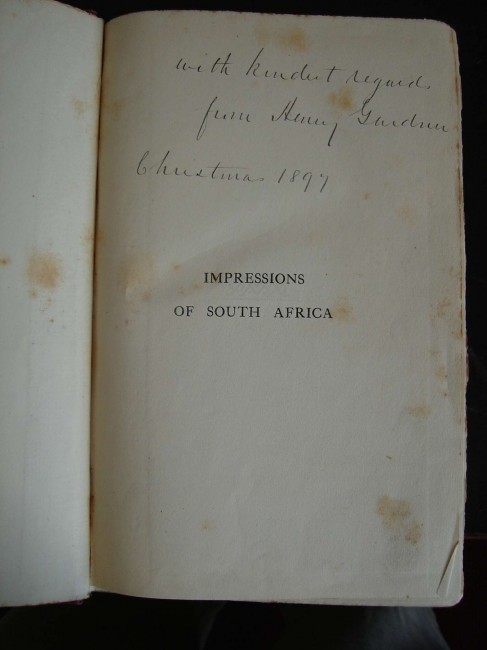 with kindest regards
from Henry Gardner
Christmas 1897
IMPRESSIONS
OF SOUTH AFRICA